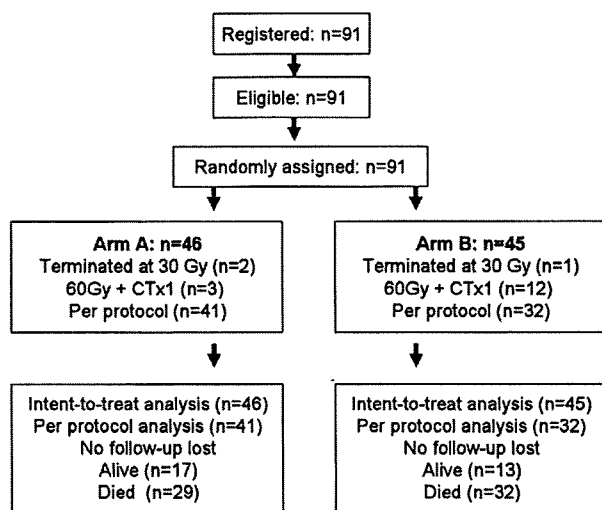 Registered: n=91
Eligible: n=91
Randomly assigned: n=91
Arm A: n=46
Terminated at 30 Gy (n=2)
60Gy + CTx1 (n=3)
Per protocol (n=41)
Arm B: n=45
Terminated at 30 Gy (n=1)
60Gy + CTx1 (n=12)
Per protocol (n=32)
Intent-to-treat analysis (n=46)
Per protocol analysis (n=41)
No follow-up lost
Alive (n=17)
Died (n=29)
Intent-to-treat analysis (n=45)
Per protocol analysis (n=32)
No follow-up lost
Alive (n=13)
Died (n=32)